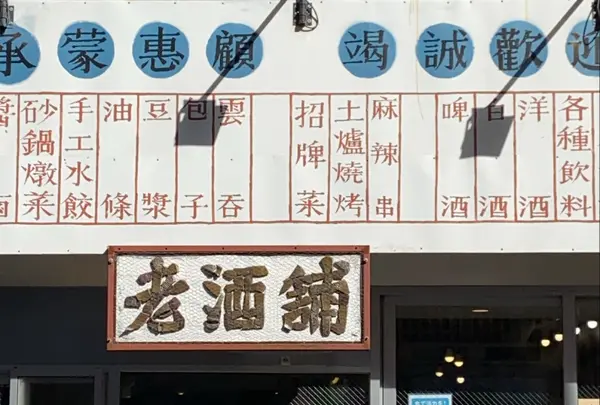 承蒙惠顧 竭誠歡迎
砂鍋燉菜
手工水餃
油條
豆漿
包子
雲吞
招牌菜
土爐燒烤
麻辣串
啤酒
白酒
洋酒
各種飲料
老酒舖